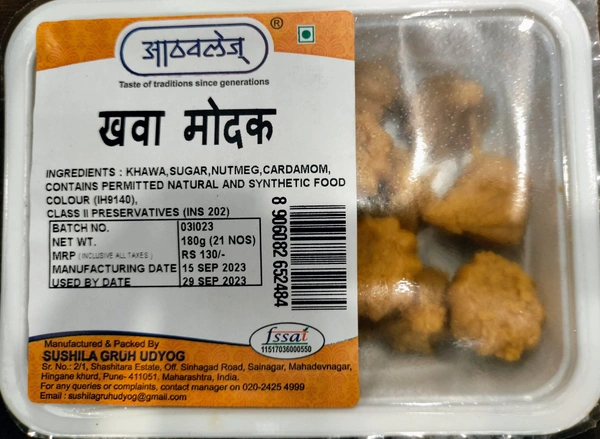 आठवलेज्
®
Taste of traditions since generations
खवा मोदक
INGREDIENTS : KHAWA,SUGAR,NUTMEG,CARDAMOM,
CONTAINS PERMITTED NATURAL AND SYNTHETIC FOOD
COLOUR (IH9140),
CLASS II PRESERVATIVES (INS 202)
BATCH NO. 03I023
NET WT. 180g (21 NOS)
MRP (INCLUSIVE ALL TAXES) RS 130/-
MANUFACTURING DATE 15 SEP 2023
USED BY DATE 29 SEP 2023
8 906082 652484
fssai
11517036000550
Manufactured & Packed By
SUSHILA GRUH UDYOG
Sr. No.: 2/1, Shashitara Estate, Off. Sinhagad Road, Sainagar, Mahadevnagar,
Hingane khurd, Pune- 411051, Maharashtra, India.
For any queries or complaints, contact manager on 020-2425 4999
Email : sushilagruhudyog@gmail.com